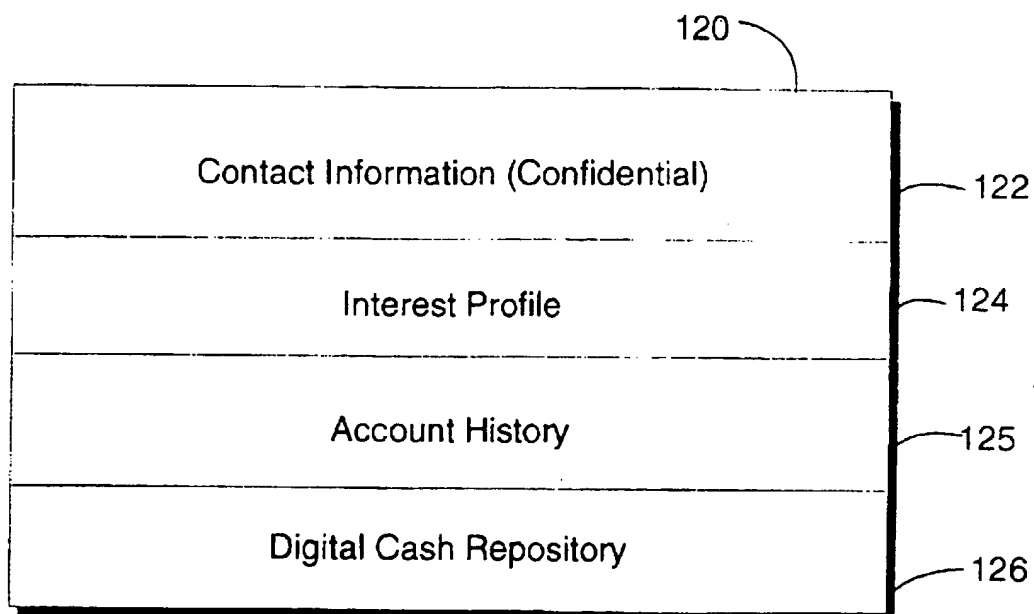 120
Contact Information (Confidential)
122
Interest Profile
124
Account History
125
Digital Cash Repository
126